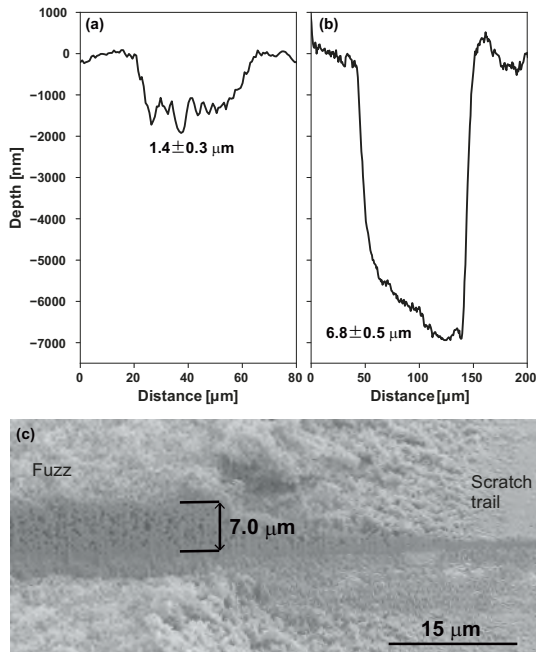 (a)
(b)
1000
0
−1000
−2000
−3000
−4000
−5000
−6000
−7000
Depth [nm]
1.4±0.3 μm
6.8±0.5 μm
0 20 40 60 80
0 50 100 150 200
Distance [μm]
Distance [μm]
(c)
Fuzz
Scratch
trail
7.0 μm
15 μm